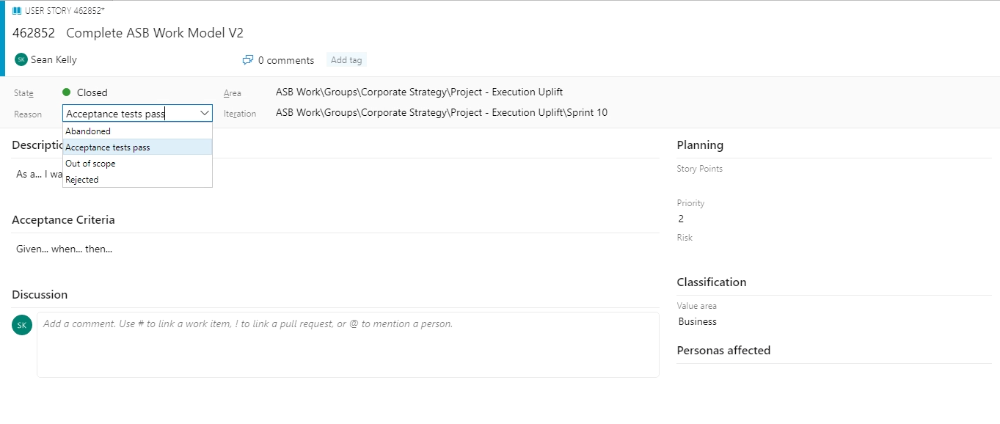 USER STORY 462852*
462852 Complete ASB Work Model V2
SK Sean Kelly 0 comments Add tag
State Closed Area ASB Work\Groups\Corporate Strategy\Project - Execution Uplift
Reason Acceptance tests pass Iteration ASB Work\Groups\Corporate Strategy\Project - Execution Uplift\Sprint 10
Abandoned
Acceptance tests pass
Out of scope
Rejected
Descriptio
As a... I wa
Acceptance Criteria
Given... when... then...
Discussion
SK Add a comment. Use # to link a work item, ! to link a pull request, or @ to mention a person.
Planning
Story Points
Priority
2
Risk
Classification
Value area
Business
Personas affected